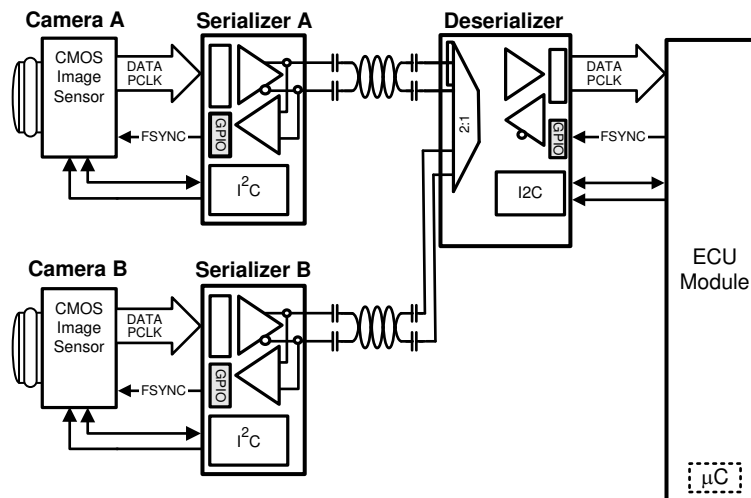 Camera A
Serializer A
Deserializer
CMOS
Image
Sensor
DATA
PCLK
FSYNC
GPIO
I²C
2:1
DATA
PCLK
FSYNC
GPIO
I2C
ECU
Module
μC
Camera B
Serializer B
CMOS
Image
Sensor
DATA
PCLK
FSYNC
GPIO
I²C